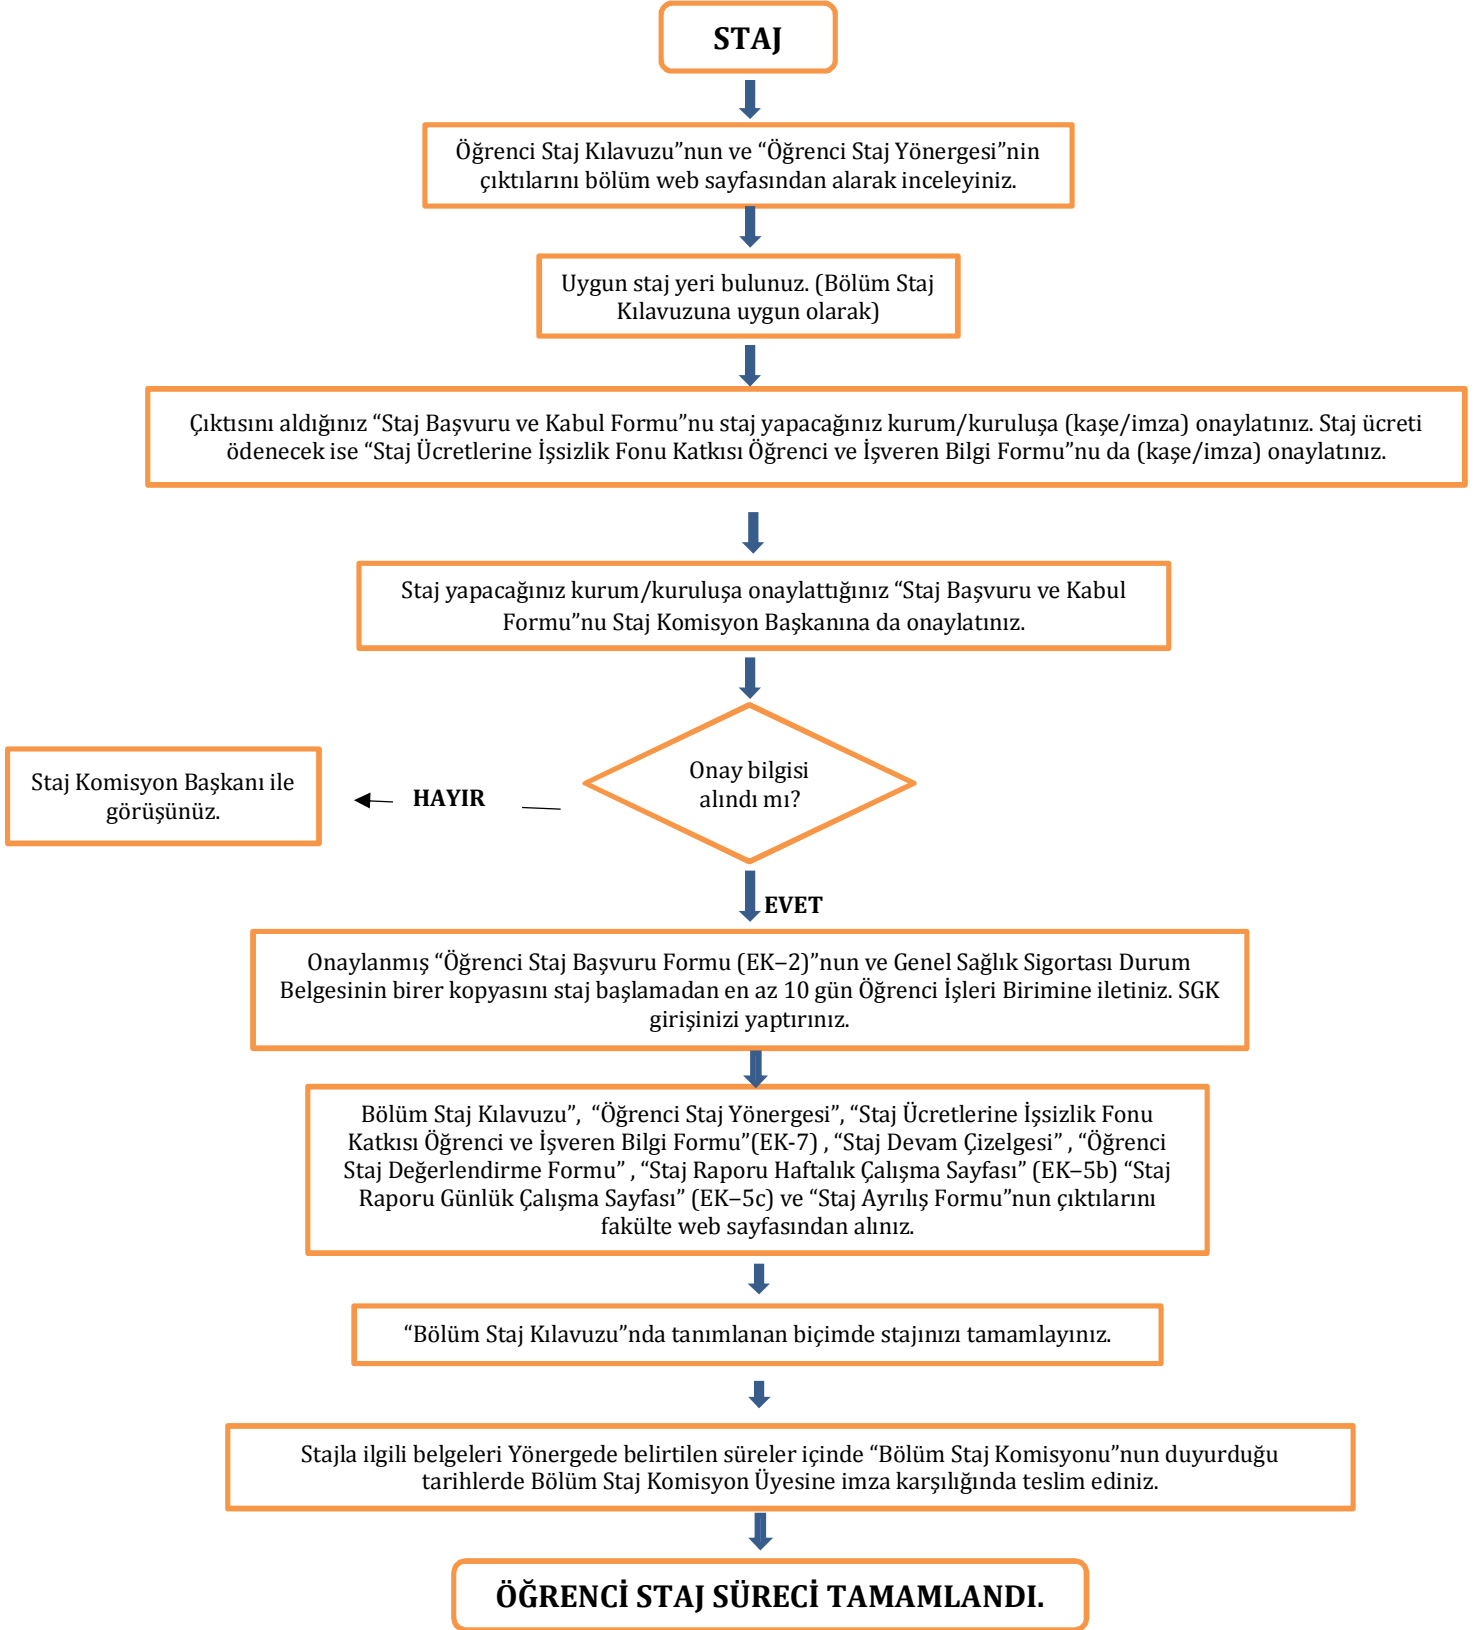 STAJ
Öğrenci Staj Kılavuzu”nun ve “Öğrenci Staj Yönergesi”nin
çıktılarını bölüm web sayfasından alarak inceleyiniz.
Uygun staj yeri bulunuz. (Bölüm Staj
Kılavuzuna uygun olarak)
Çıktısını aldığınız “Staj Başvuru ve Kabul Formu”nu staj yapacağınız kurum/kuruluşa (kaşe/imza) onaylatınız. Staj ücreti
ödenecek ise “Staj Ücretlerine İşsizlik Fonu Katkısı Öğrenci ve İşveren Bilgi Formu”nu da (kaşe/imza) onaylatınız.
Staj yapacağınız kurum/kuruluşa onaylattığınız “Staj Başvuru ve Kabul
Formu”nu Staj Komisyon Başkanına da onaylatınız.
Onay bilgisi
alındı mı?
HAYIR
Staj Komisyon Başkanı ile
görüşünüz.
EVET
Onaylanmış “Öğrenci Staj Başvuru Formu (EK–2)”nun ve Genel Sağlık Sigortası Durum
Belgesinin birer kopyasını staj başlamadan en az 10 gün Öğrenci İşleri Birimine iletiniz. SGK
girişinizi yaptırınız.
Bölüm Staj Kılavuzu”, “Öğrenci Staj Yönergesi”, “Staj Ücretlerine İşsizlik Fonu
Katkısı Öğrenci ve İşveren Bilgi Formu”(EK-7) , “Staj Devam Çizelgesi” , “Öğrenci
Staj Değerlendirme Formu” , “Staj Raporu Haftalık Çalışma Sayfası” (EK–5b) “Staj
Raporu Günlük Çalışma Sayfası” (EK–5c) ve “Staj Ayrılış Formu”nun çıktılarını
fakülte web sayfasından alınız.
“Bölüm Staj Kılavuzu”nda tanımlanan biçimde stajınızı tamamlayınız.
Stajla ilgili belgeleri Yönergede belirtilen süreler içinde “Bölüm Staj Komisyonu”nun duyurduğu
tarihlerde Bölüm Staj Komisyon Üyesine imza karşılığında teslim ediniz.
ÖĞRENCİ STAJ SÜRECİ TAMAMLANDI.